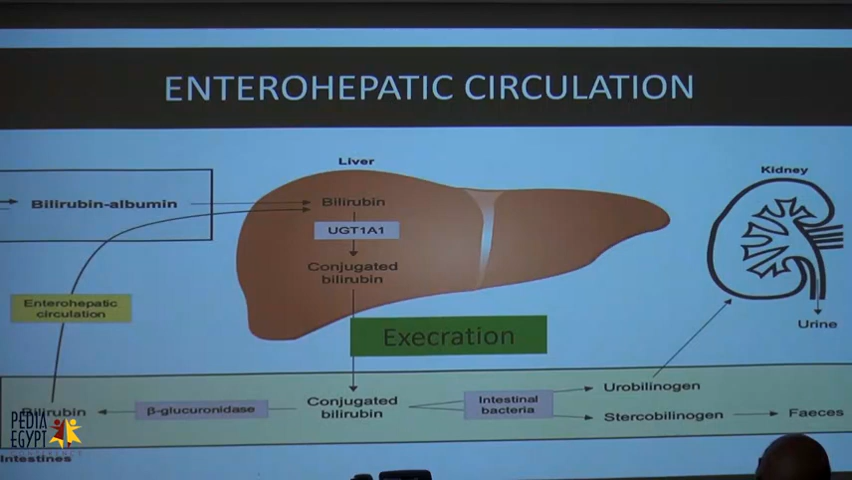 ENTEROHEPATIC CIRCULATION
Liver
Kidney
Bilirubin-albumin
Bilirubin
UGT1A1
Conjugated
bilirubin
Enterohepatic
circulation
Execration
Urine
Urobilinogen
Bilirubin
β-glucuronidase
Conjugated
bilirubin
Intestinal
bacteria
Stercobilinogen
Faeces
PEDIA
EGYPT
CONFERENCE
Intestines